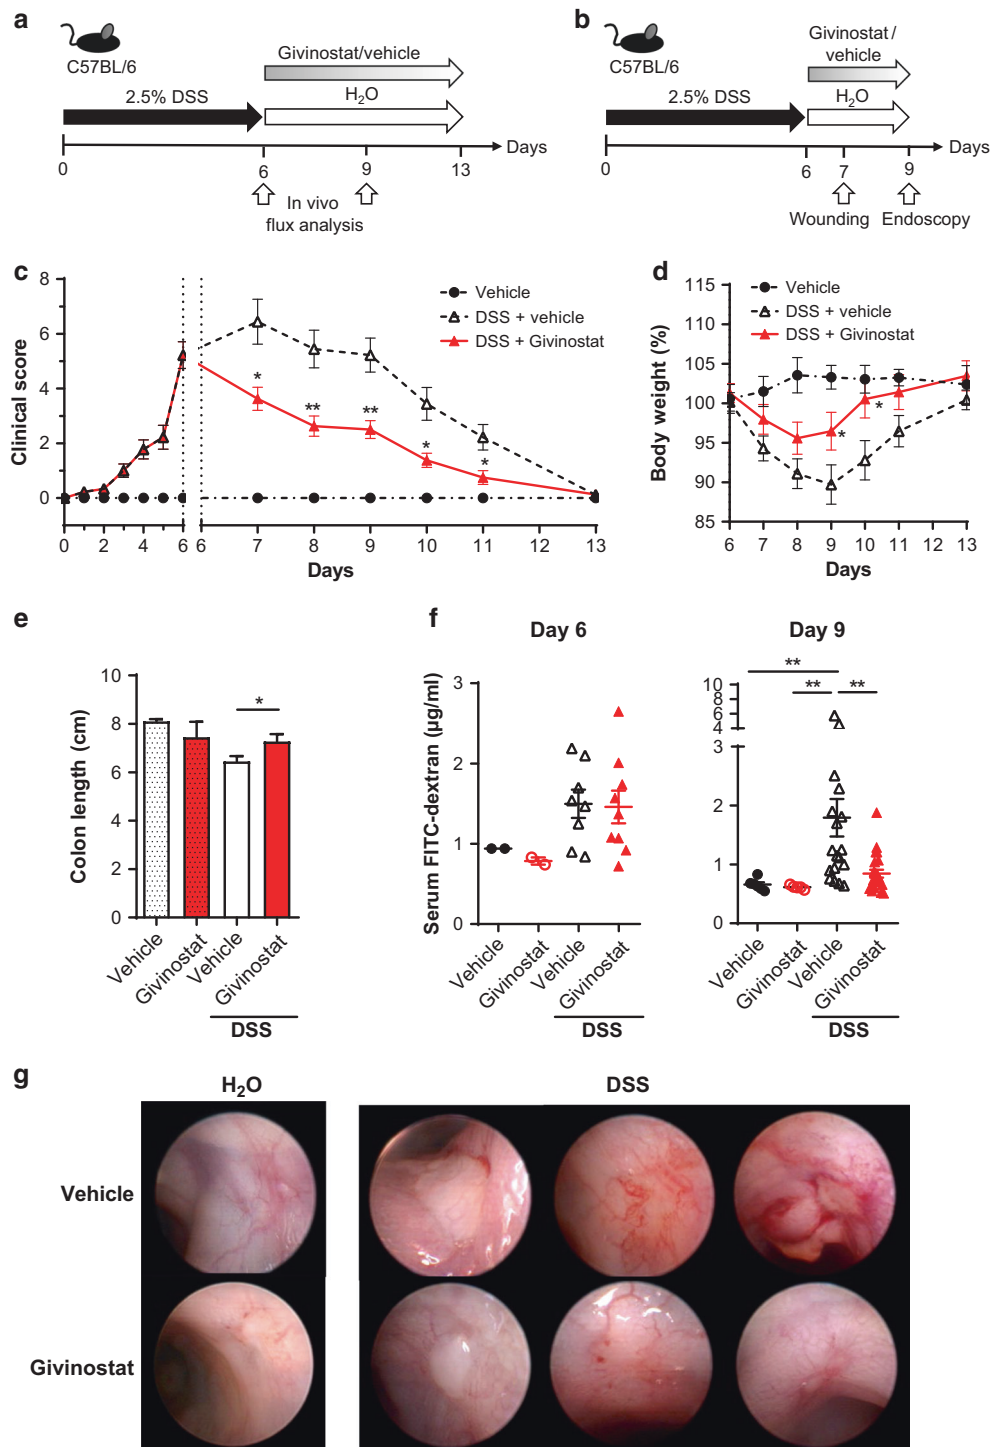 a
C57BL/6
Givinostat/vehicle
2.5% DSS
H2O
Days
0
6
9
13
In vivo
flux analysis
b
C57BL/6
Givinostat/
vehicle
2.5% DSS
H2O
Days
0
6
7
9
Wounding
Endoscopy
c
Clinical score
8
6
4
2
0
Vehicle
DSS + vehicle
DSS + Givinostat
*
**
**
*
*
0 2 4 6 6 7 8 9 10 11 12 13
Days
d
Body weight (%)
115
110
105
100
95
90
85
Vehicle
DSS + vehicle
DSS + Givinostat
*
*
6 7 8 9 10 11 12 13
Days
e
Colon length (cm)
10
8
6
4
2
0
*
Vehicle
Givinostat
Vehicle
Givinostat
DSS
f
Day 6
Serum FITC-dextran (μg/ml)
3
2
1
0
Vehicle
Givinostat
Vehicle
Givinostat
DSS
Day 9
**
**
**
10
8
6
4
2
3
2
1
0
Vehicle
Givinostat
Vehicle
Givinostat
DSS
g
H2O
DSS
Vehicle
Givinostat